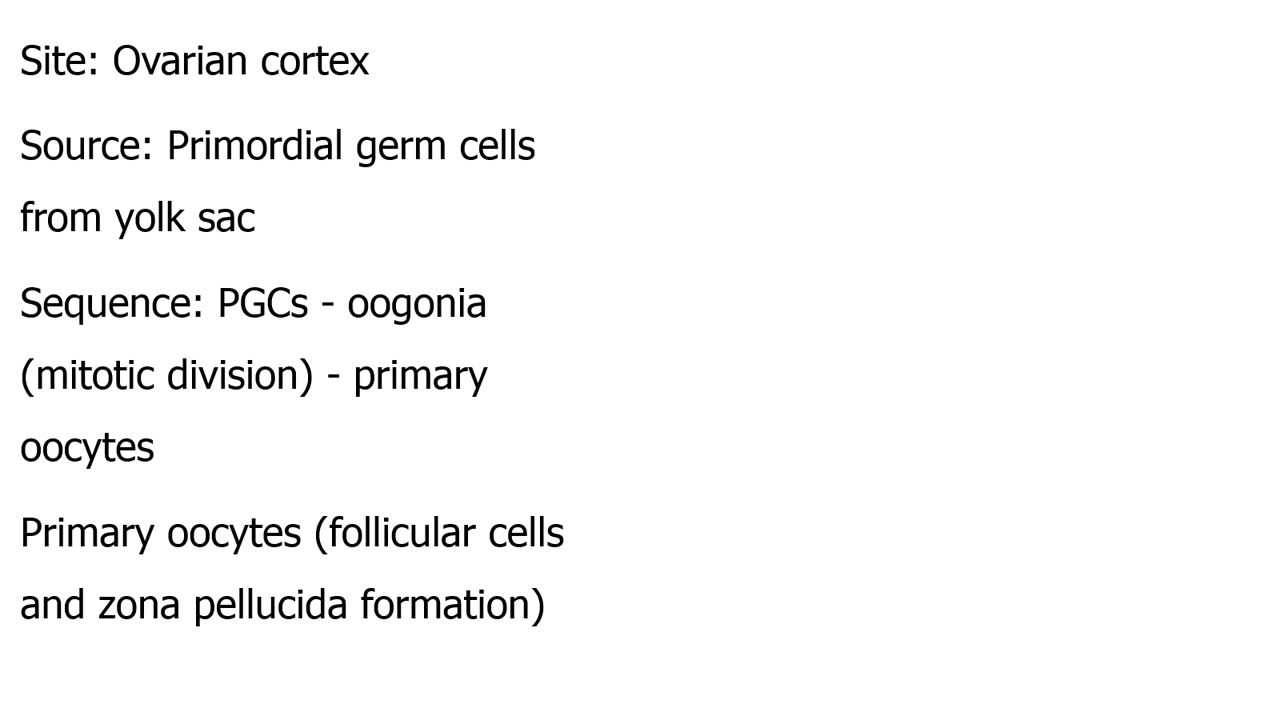 Site: Ovarian cortex
Source: Primordial germ cells
from yolk sac
Sequence: PGCs - oogonia
(mitotic division) - primary
oocytes
Primary oocytes (follicular cells
and zona pellucida formation)